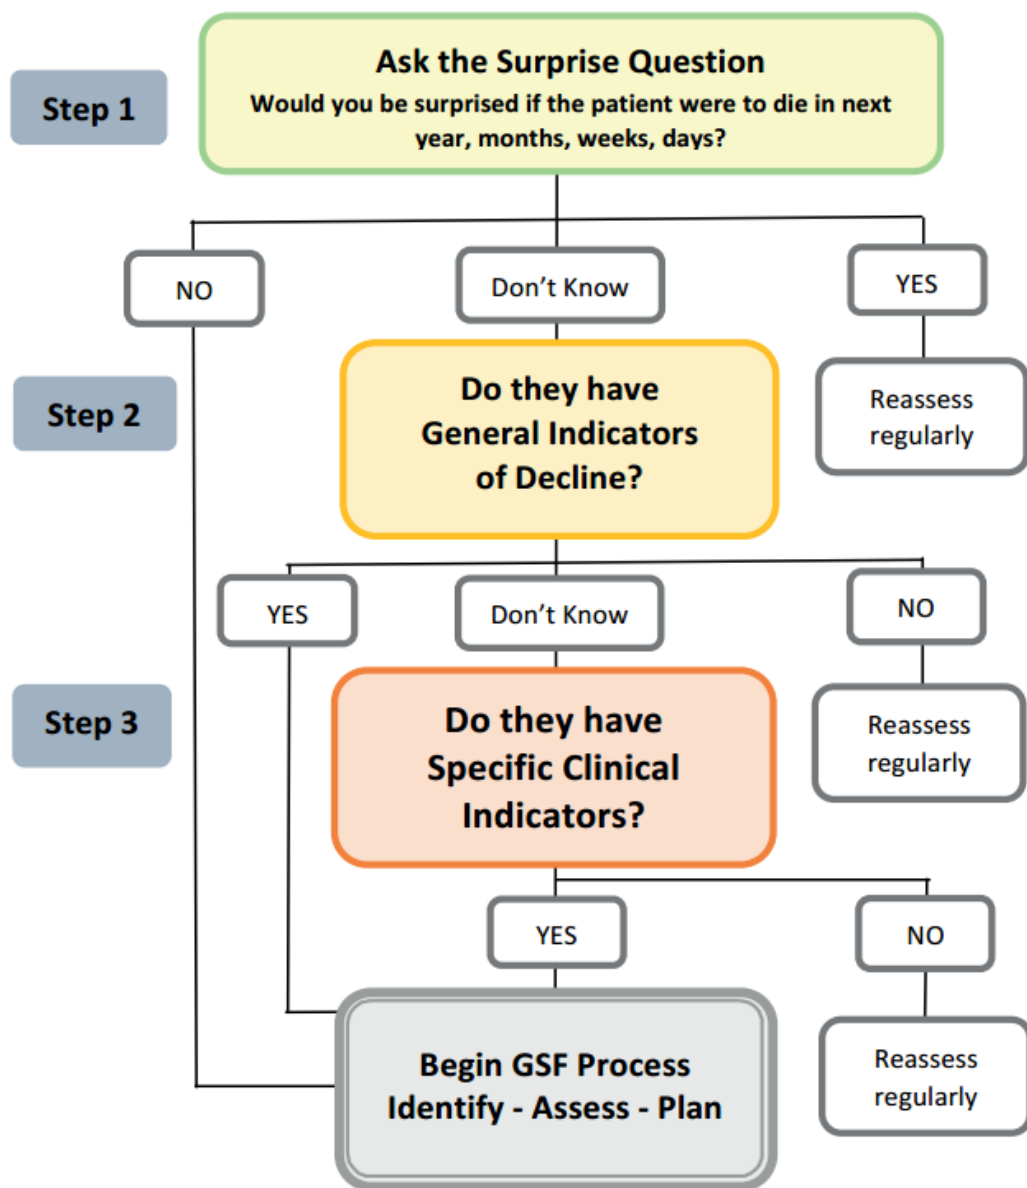 Step 1
Ask the Surprise Question
Would you be surprised if the patient were to die in next
year, months, weeks, days?
NO
Don’t Know
YES
Step 2
Do they have
General Indicators
of Decline?
Reassess
regularly
YES
Don’t Know
NO
Step 3
Do they have
Specific Clinical
Indicators?
Reassess
regularly
YES
NO
Begin GSF Process
Identify - Assess - Plan
Reassess
regularly